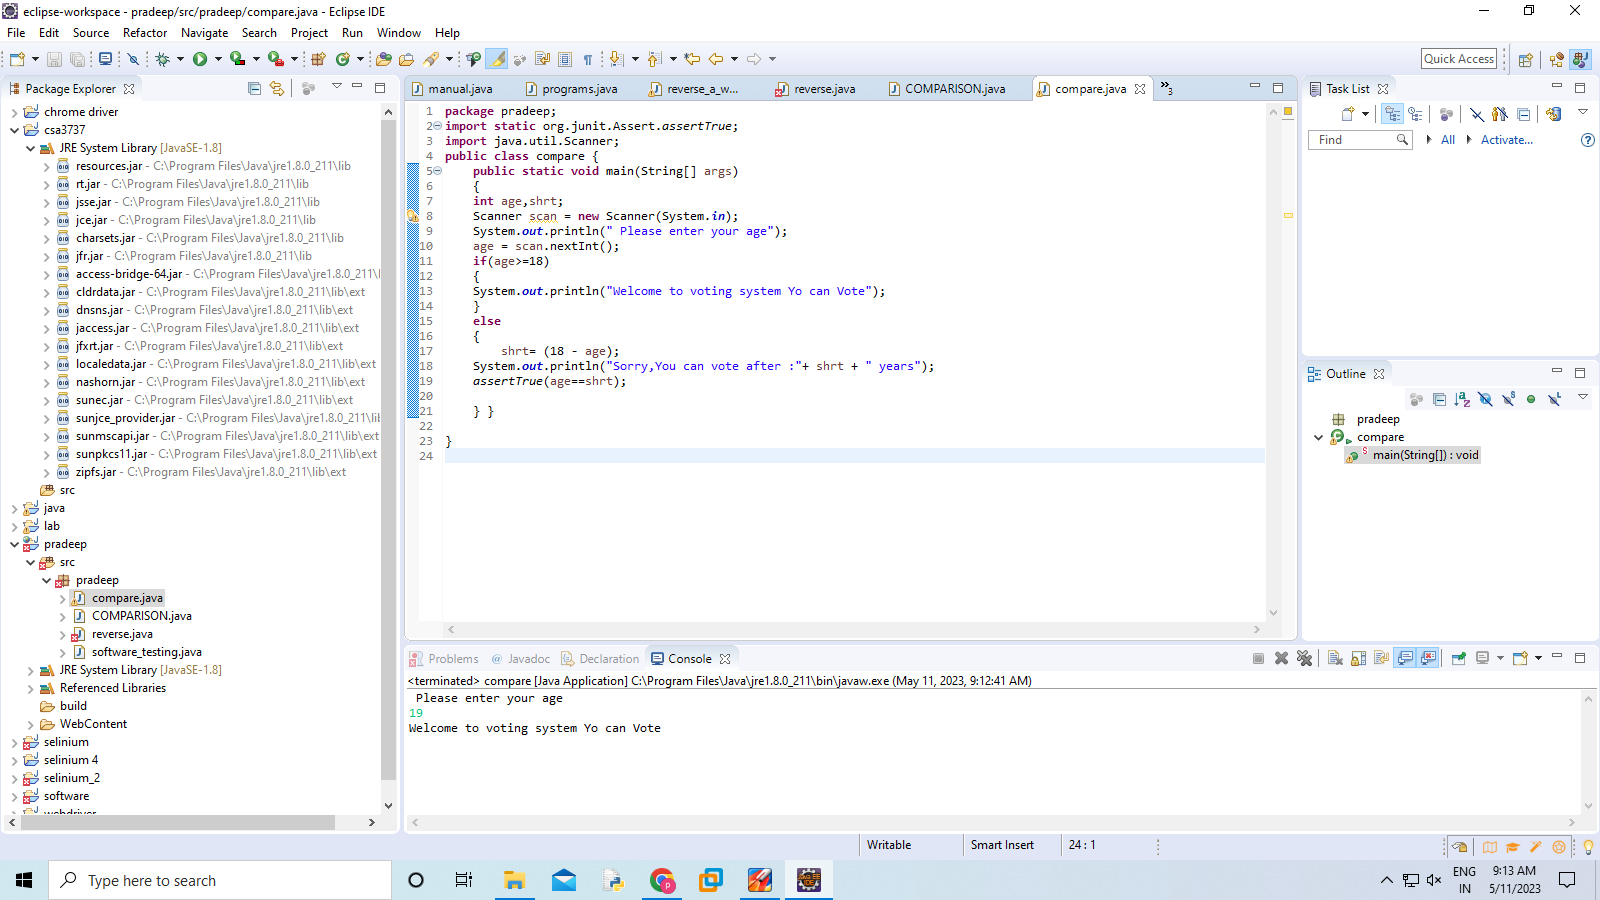 eclipse-workspace - pradeep/src/pradeep/compare.java - Eclipse IDE
File Edit Source Refactor Navigate Search Project Run Window Help
Quick Access
Package Explorer
chrome driver
csa3737
JRE System Library [JavaSE-1.8]
resources.jar - C:\Program Files\Java\jre1.8.0_211\lib
rt.jar - C:\Program Files\Java\jre1.8.0_211\lib
jsse.jar - C:\Program Files\Java\jre1.8.0_211\lib
jce.jar - C:\Program Files\Java\jre1.8.0_211\lib
charsets.jar - C:\Program Files\Java\jre1.8.0_211\lib
jfr.jar - C:\Program Files\Java\jre1.8.0_211\lib
access-bridge-64.jar - C:\Program Files\Java\jre1.8.0_211\l
cldrdata.jar - C:\Program Files\Java\jre1.8.0_211\lib\ext
dnsns.jar - C:\Program Files\Java\jre1.8.0_211\lib\ext
jaccess.jar - C:\Program Files\Java\jre1.8.0_211\lib\ext
jfxrt.jar - C:\Program Files\Java\jre1.8.0_211\lib\ext
localedata.jar - C:\Program Files\Java\jre1.8.0_211\lib\ext
nashorn.jar - C:\Program Files\Java\jre1.8.0_211\lib\ext
sunec.jar - C:\Program Files\Java\jre1.8.0_211\lib\ext
sunjce_provider.jar - C:\Program Files\Java\jre1.8.0_211\lib
sunmscapi.jar - C:\Program Files\Java\jre1.8.0_211\lib\ext
sunpkcs11.jar - C:\Program Files\Java\jre1.8.0_211\lib\ext
zipfs.jar - C:\Program Files\Java\jre1.8.0_211\lib\ext
src
java
lab
pradeep
src
pradeep
compare.java
COMPARISON.java
reverse.java
software_testing.java
JRE System Library [JavaSE-1.8]
Referenced Libraries
build
WebContent
selinium
selinium 4
selinium_2
software
webdriver
manual.java programs.java reverse_a_w... reverse.java COMPARISON.java compare.java »3
1 package pradeep;
2 import static org.junit.Assert.assertTrue;
3 import java.util.Scanner;
4 public class compare {
5 public static void main(String[] args)
6 {
7 int age,shrt;
8 Scanner scan = new Scanner(System.in);
9 System.out.println(" Please enter your age");
10 age = scan.nextInt();
11 if(age>=18)
12 {
13 System.out.println("Welcome to voting system Yo can Vote");
14 }
15 else
16 {
17 shrt= (18 - age);
18 System.out.println("Sorry,You can vote after :"+ shrt + " years");
19 assertTrue(age==shrt);
20
21 } }
22
23 }
24
Task List
Find All Activate...
Outline
pradeep
compare
main(String[]) : void
Problems @ Javadoc Declaration Console
<terminated> compare [Java Application] C:\Program Files\Java\jre1.8.0_211\bin\javaw.exe (May 11, 2023, 9:12:41 AM)
Please enter your age
19
Welcome to voting system Yo can Vote
Writable Smart Insert 24 : 1
Type here to search
ENG
IN
9:13 AM
5/11/2023